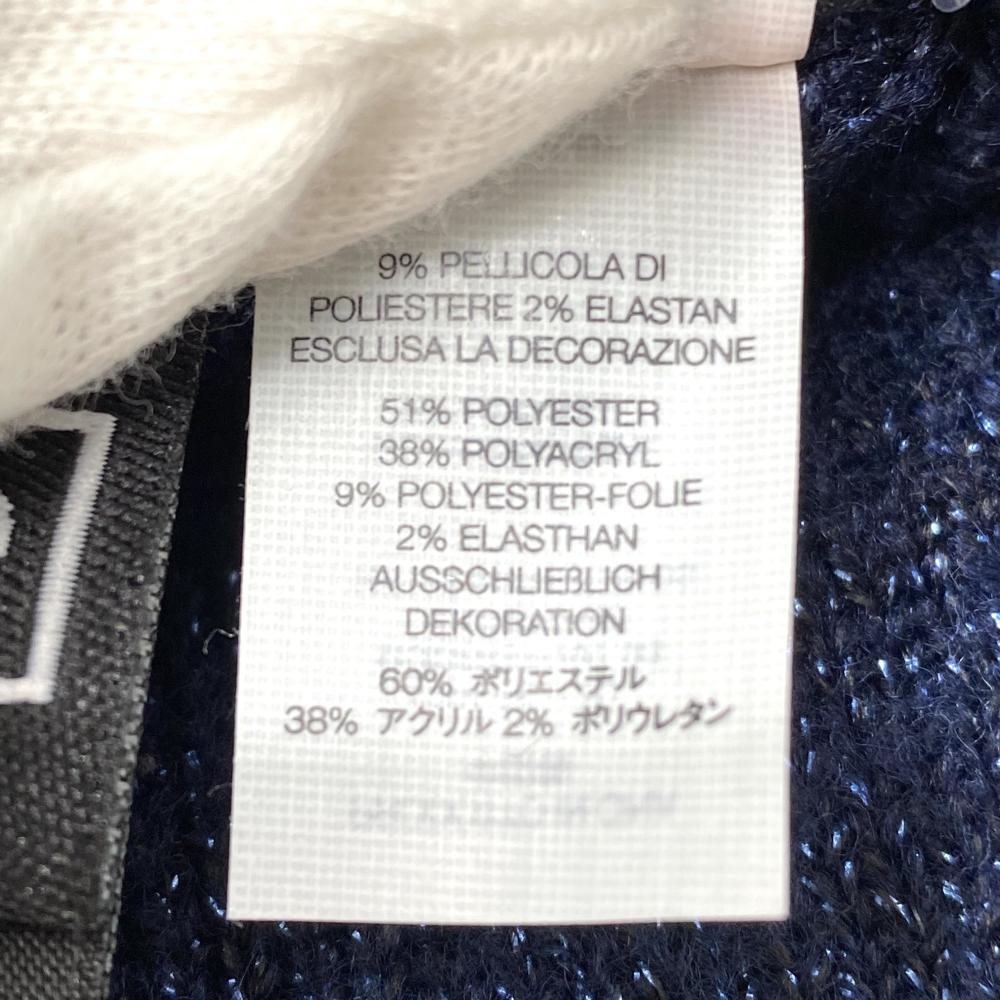 9% PELLICOLA DI
POLIESTERE 2% ELASTAN
ESCLUSA LA DECORAZIONE
51% POLYESTER
38% POLYACRYL
9% POLYESTER-FOLIE
2% ELASTHAN
AUSSCHLIEßLICH
DEKORATION
60% ポリエステル
38% アクリル 2% ポリウレタン